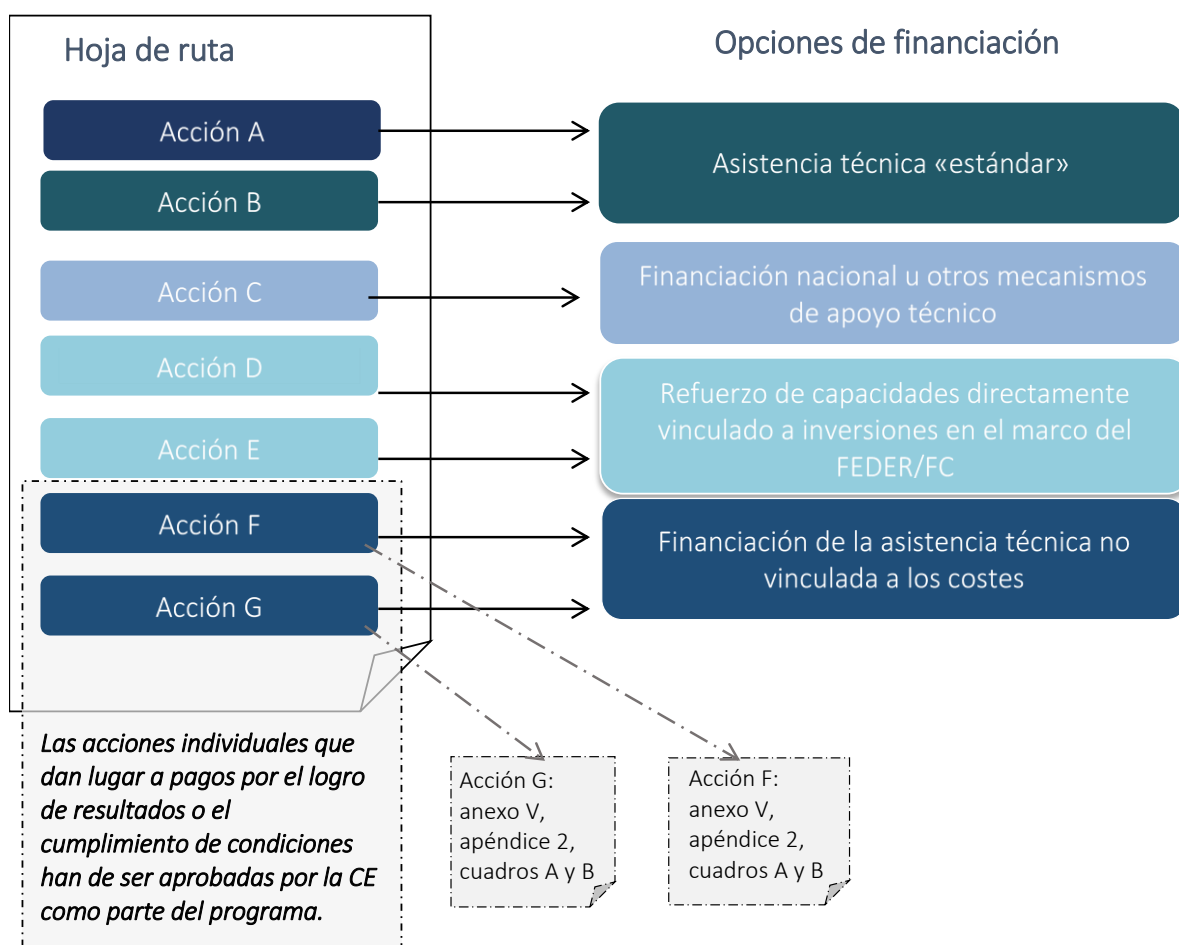 Hoja de ruta
Opciones de financiación
Acción A
Acción B
Acción C
Acción D
Acción E
Acción F
Acción G
Asistencia técnica «estándar»
Financiación nacional u otros mecanismos
de apoyo técnico
Refuerzo de capacidades directamente
vinculado a inversiones en el marco del
FEDER/FC
Financiación de la asistencia técnica no
vinculada a los costes
Las acciones individuales que
dan lugar a pagos por el logro
de resultados o el
cumplimiento de condiciones
han de ser aprobadas por la CE
como parte del programa.
Acción G:
anexo V,
apéndice 2,
cuadros A y B
Acción F:
anexo V,
apéndice 2,
cuadros A y B